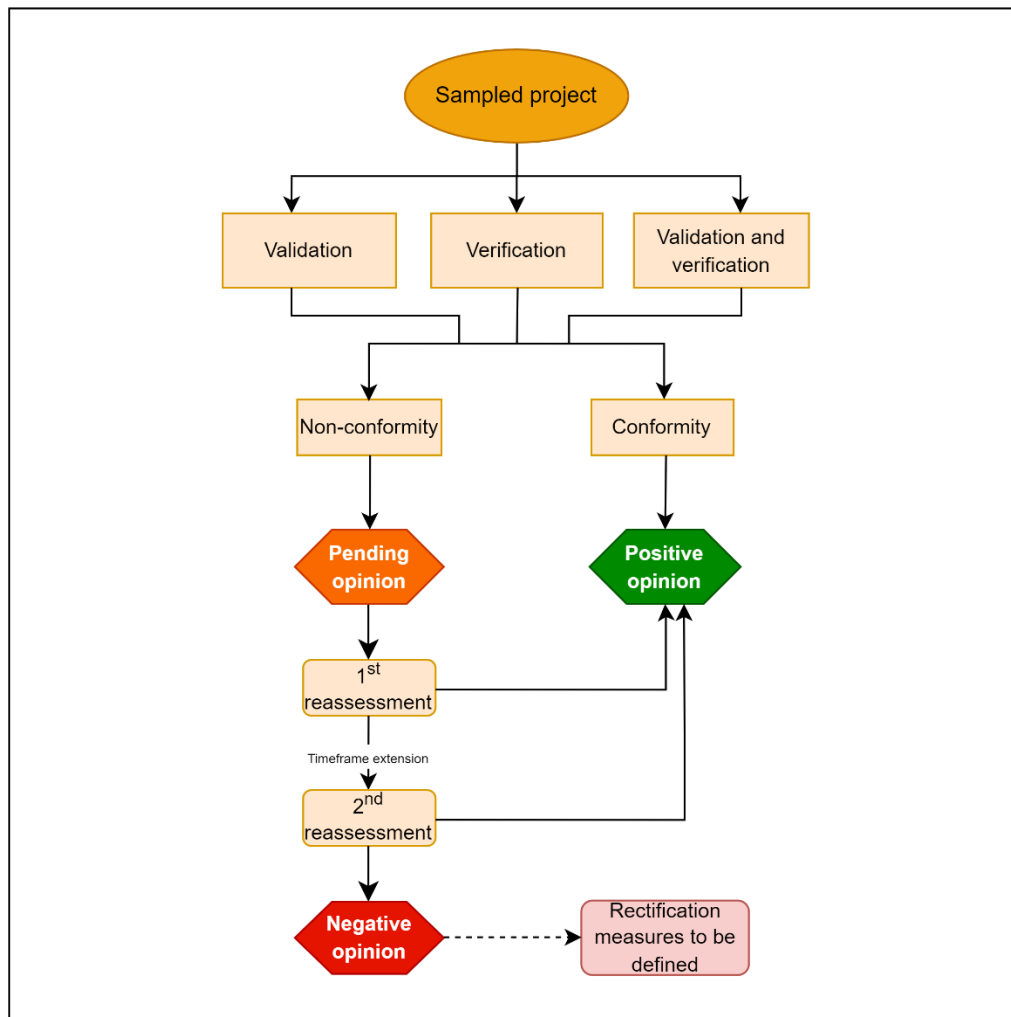 Sampled project
Validation
Verification
Validation and
verification
Non-conformity
Conformity
Pending
opinion
Positive
opinion
1st
reassessment
Timeframe extension
2nd
reassessment
Negative
opinion
Rectification
measures to be
defined